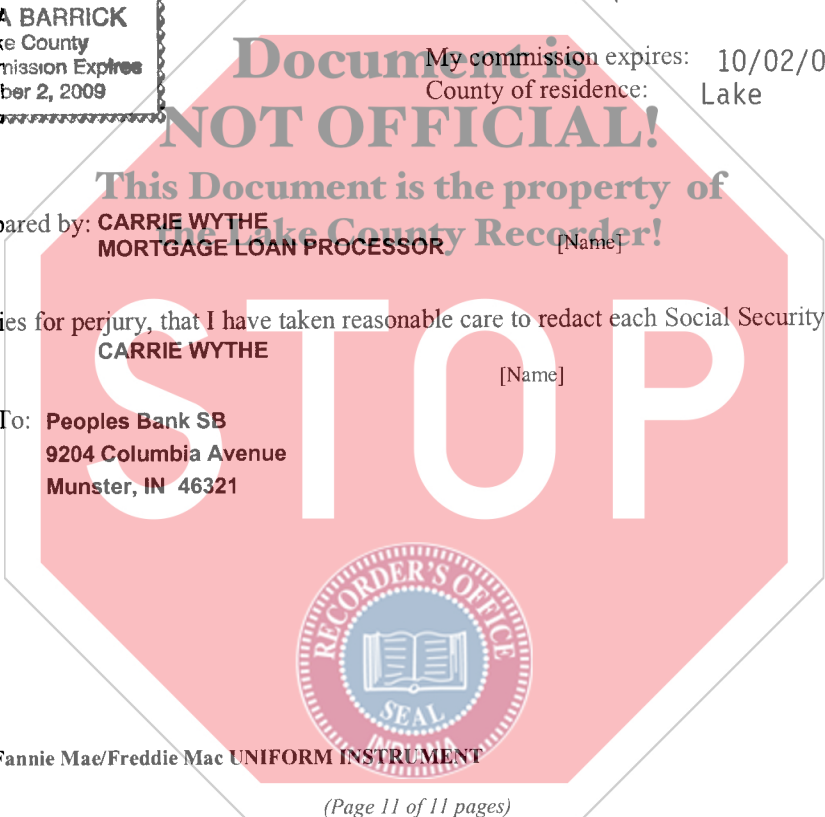 A BARRICK
e County
mission Expires
ber 2, 2009
My commission expires: 10/02/0
County of residence: Lake
Document is
NOT OFFICIAL!
This Document is the property of
the Lake County Recorder!
pared by: CARRIE WYTHE
MORTGAGE LOAN PROCESSOR [Name]
ies for perjury, that I have taken reasonable care to redact each Social Security
CARRIE WYTHE
[Name]
STOP
To: Peoples Bank SB
9204 Columbia Avenue
Munster, IN 46321
RECORDER'S OFFICE
SEAL
INDIANA
Fannie Mae/Freddie Mac UNIFORM INSTRUMENT
(Page 11 of 11 pages)